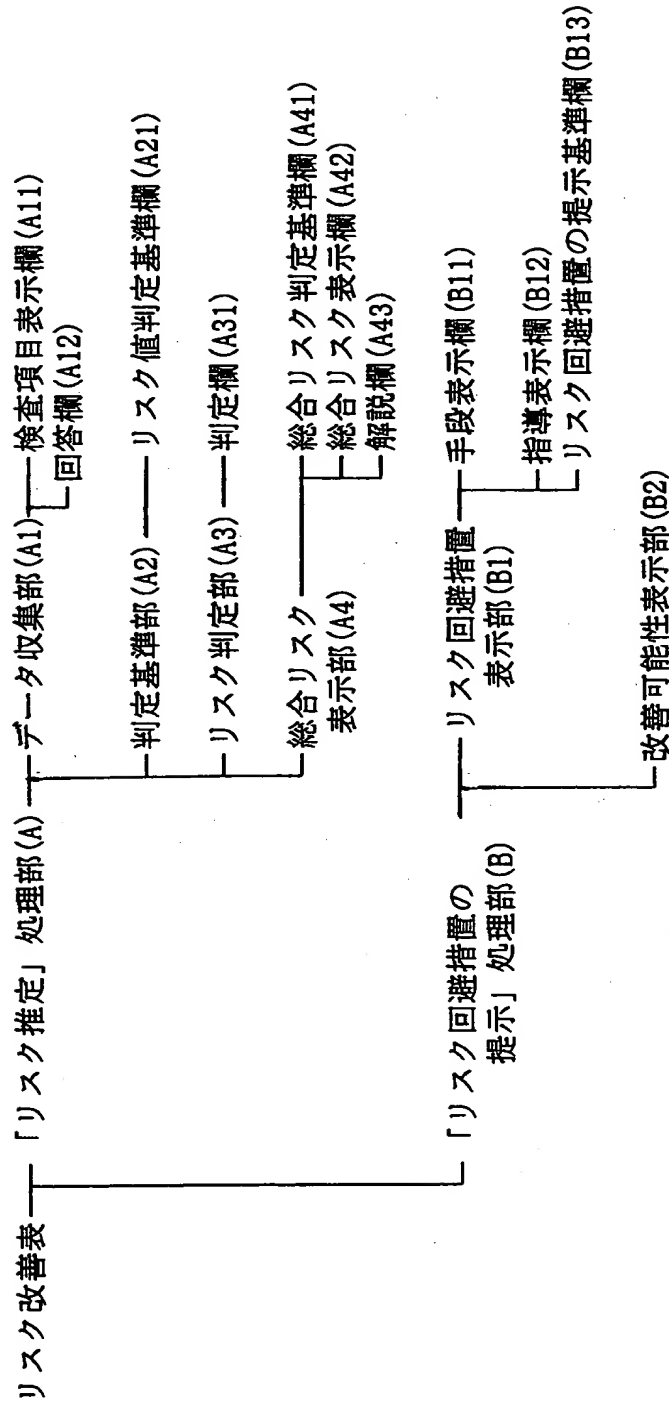 リスク改善表
「リスク推定」処理部(A)
データ収集部(A1)
検査項目表示欄(A11)
回答欄(A12)
判定基準部(A2)
リスク値判定基準欄(A21)
リスク判定部(A3)
判定欄(A31)
総合リスク
表示部(A4)
総合リスク判定基準欄(A41)
総合リスク表示欄(A42)
解説欄(A43)
「リスク回避措置の
提示」処理部(B)
リスク回避措置
表示部(B1)
手段表示欄(B11)
指導表示欄(B12)
リスク回避措置の提示基準欄(B13)
改善可能性表示部(B2)